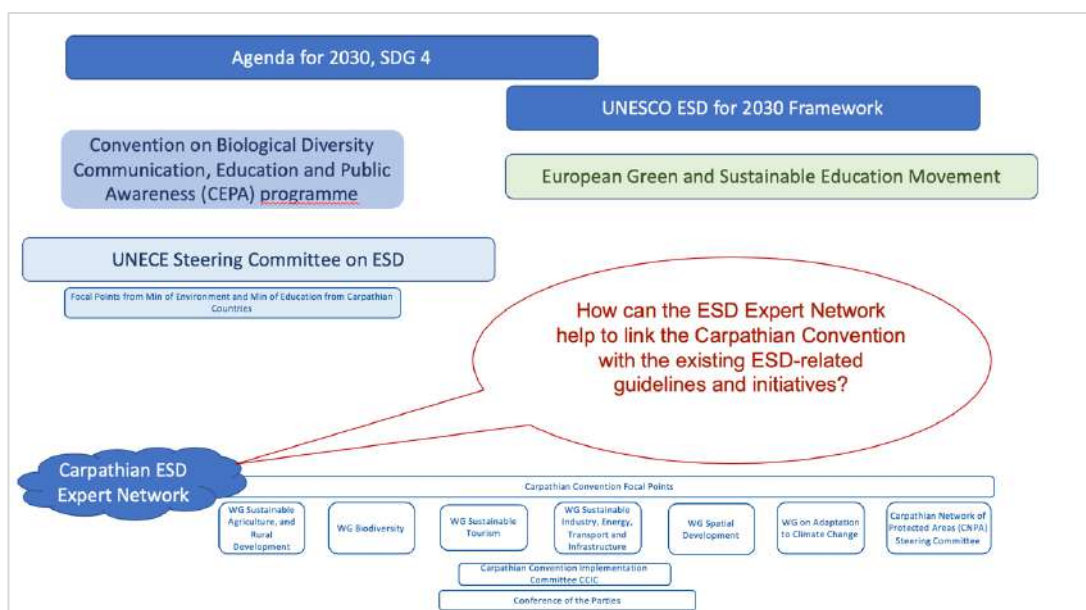 Agenda for 2030, SDG 4
UNESCO ESD for 2030 Framework
Convention on Biological Diversity
Communication, Education and Public
Awareness (CEPA) programme
European Green and Sustainable Education Movement
UNECE Steering Committee on ESD
Focal Points from Min of Environment and Min of Education from Carpathian
Countries
How can the ESD Expert Network
help to link the Carpathian Convention
with the existing ESD-related
guidelines and initiatives?
Carpathian ESD
Expert Network
Carpathian Convention Focal Points
WG Sustainable
Agriculture, and
Rural
Development
WG Biodiversity
WG Sustainable
Tourism
WG Sustainable
Industry, Energy,
Transport and
Infrastructure
WG Spatial
Development
WG on Adaptation
to Climate Change
Carpathian Network of
Protected Areas (CNPA)
Steering Committee
Carpathian Convention Implementation
Committee CCIC
Conference of the Parties